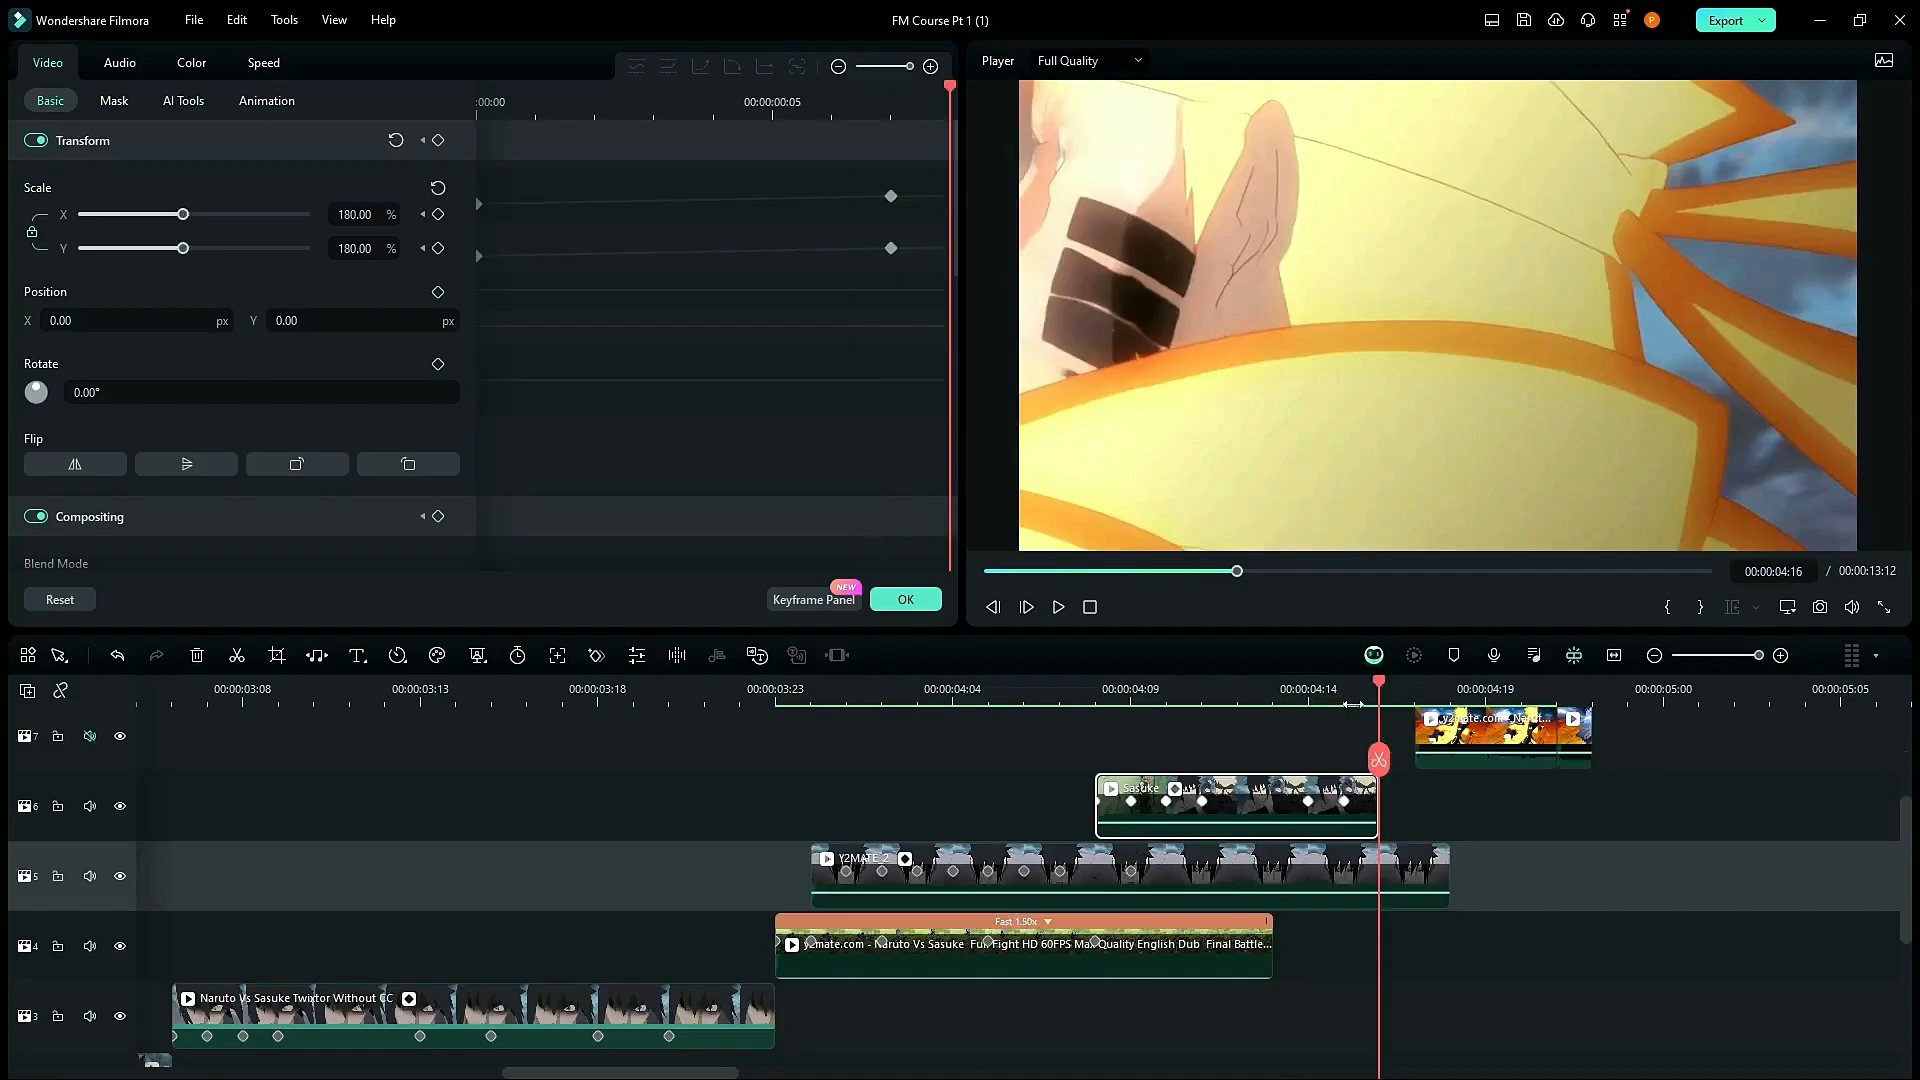 Wondershare Filmora
File Edit Tools View Help
FM Course Pt 1 (1)
P
Export
Video Audio Color Speed
Basic Mask AI Tools Animation
:00:00 00:00:00:05
Transform
Scale
X 180.00 %
Y 180.00 %
Position
X 0.00 px Y 0.00 px
Rotate
0.00°
Flip
Compositing
Blend Mode
Reset
NEW
Keyframe Panel
OK
Player Full Quality
00:00:04:16 / 00:00:13:12
00:00:03:08 00:00:03:13 00:00:03:18 00:00:03:23 00:00:04:04 00:00:04:09 00:00:04:14 00:00:04:19 00:00:05:00 00:00:05:05
7
y2mate.com - Narut...
6
Sasuke
5
Y2MATE 2
Fast 1.50x
4
y2mate.com - Naruto Vs Sasuke Full Fight HD 60FPS Max Quality English Dub Final Battle...
3
Naruto Vs Sasuke Twixtor Without CC